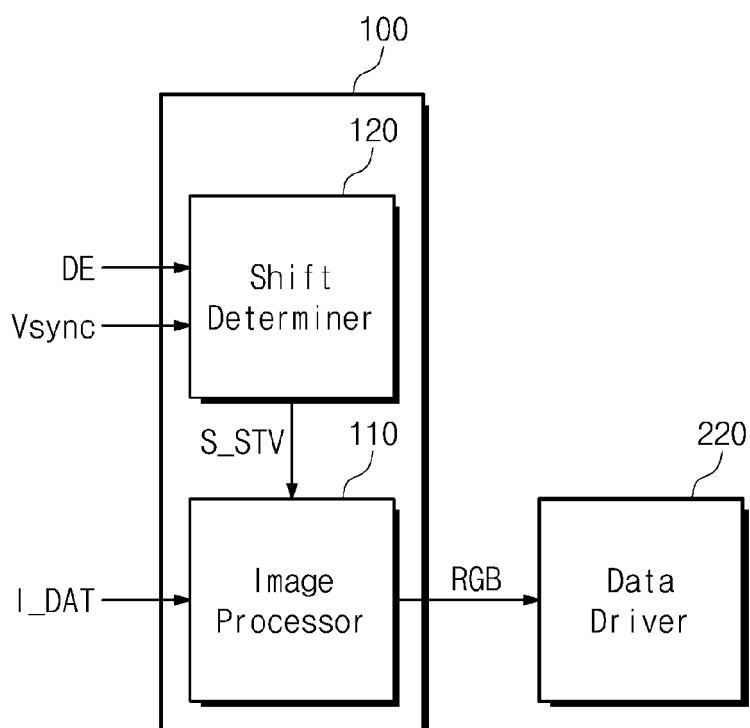 100
120
DE
Vsync
Shift
Determiner
S_STV
110
220
I_DAT
Image
Processor
RGB
Data
Driver